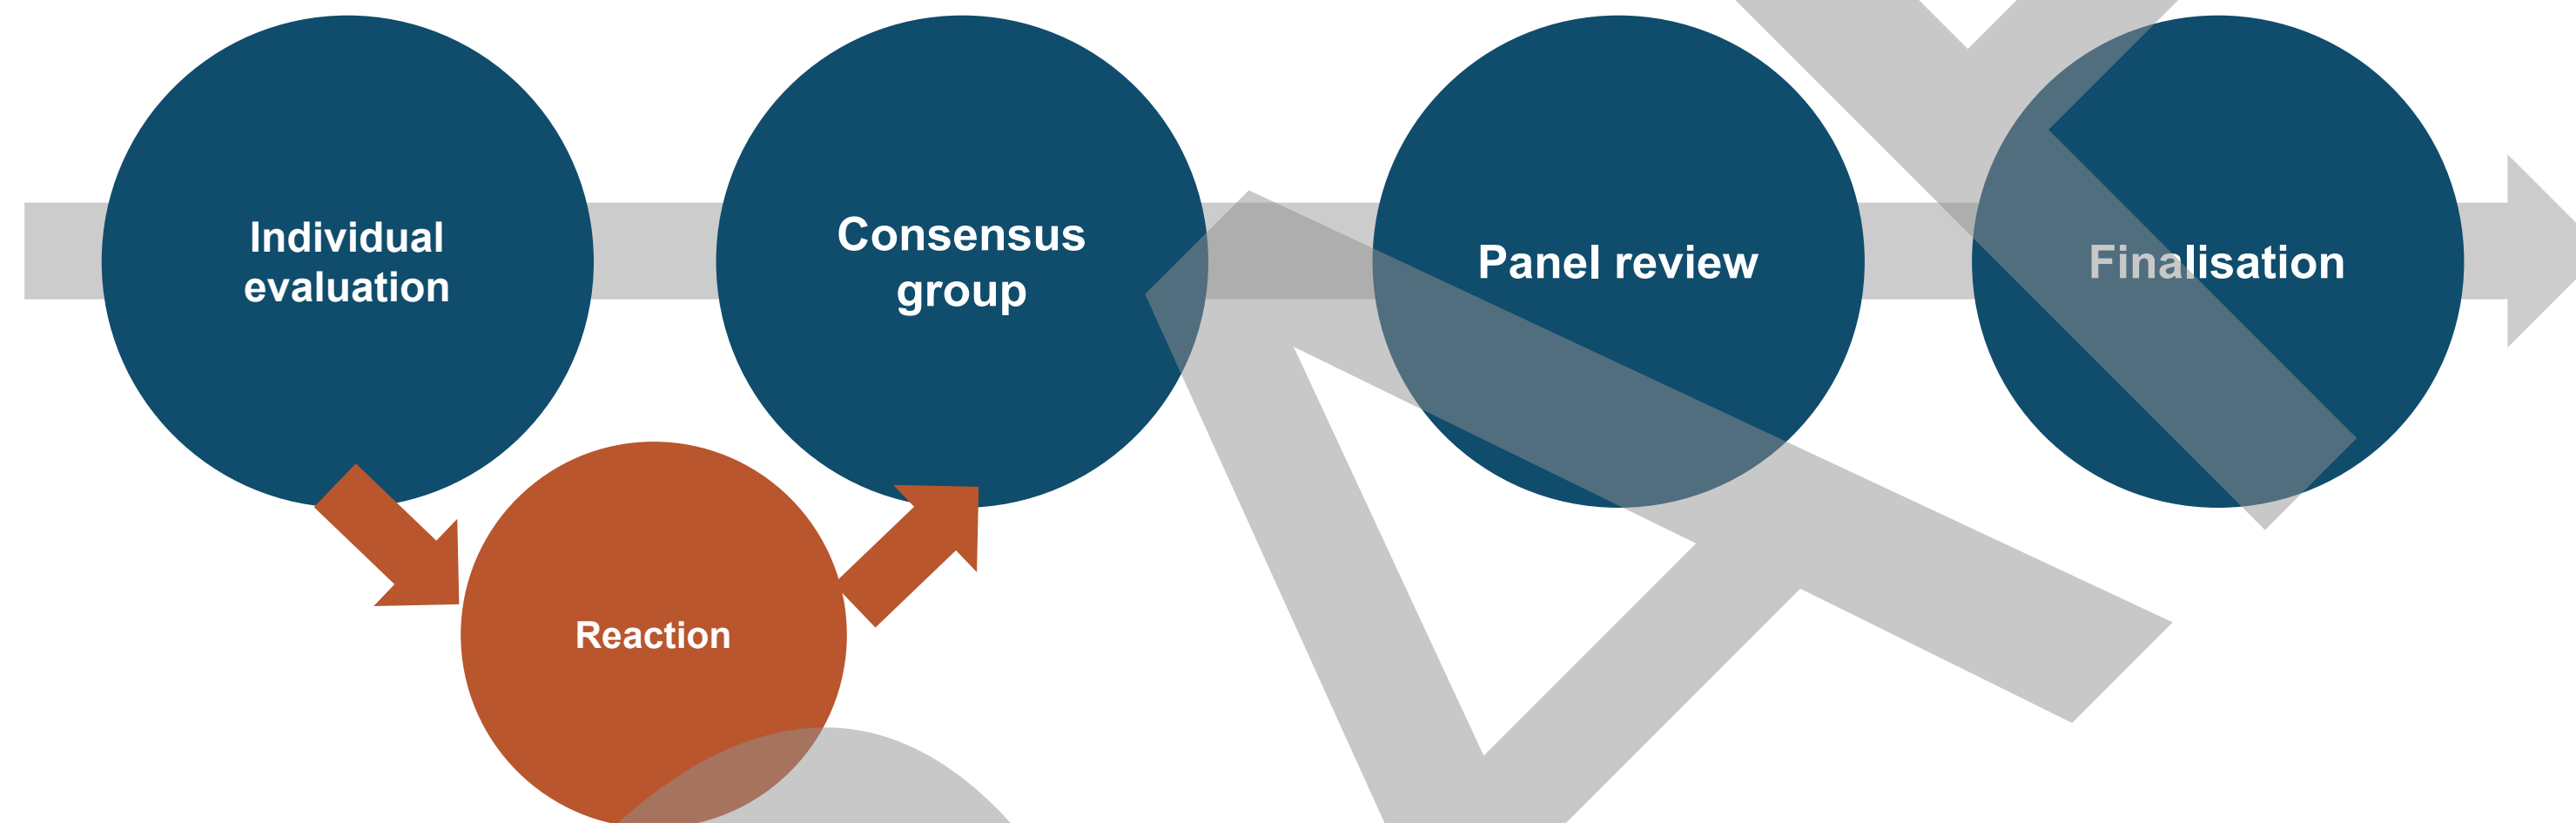 Individual
evaluation
Consensus
group
Panel review
Finalisation
Reaction